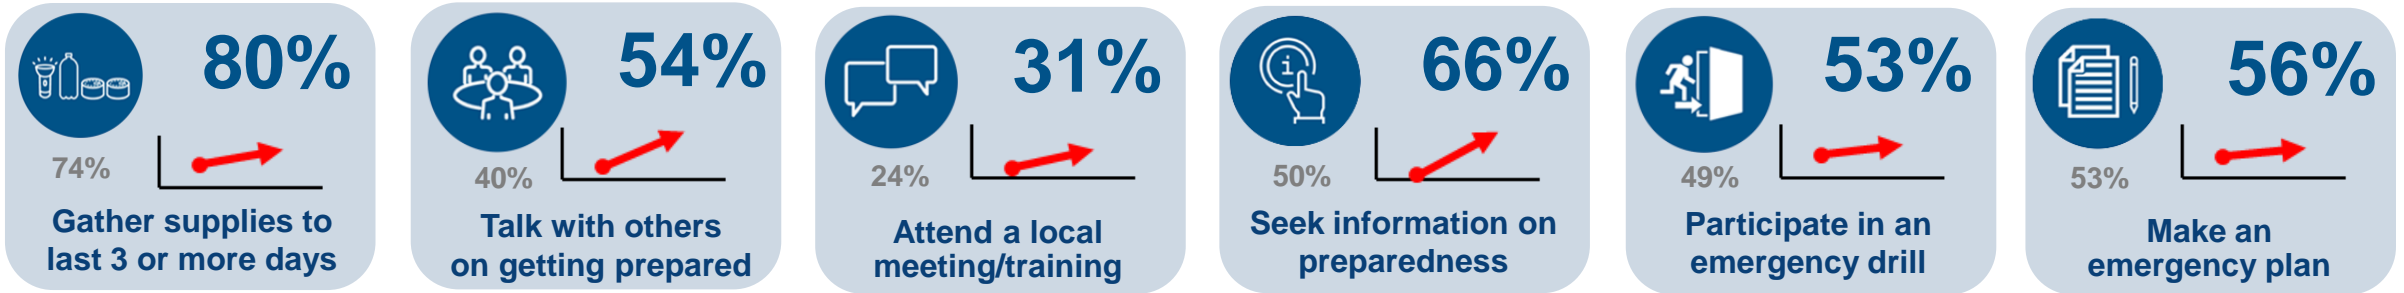 80%
74%
Gather supplies to
last 3 or more days
54%
40%
Talk with others
on getting prepared
31%
24%
Attend a local
meeting/training
i
66%
50%
Seek information on
preparedness
53%
49%
Participate in an
emergency drill
56%
53%
Make an
emergency plan